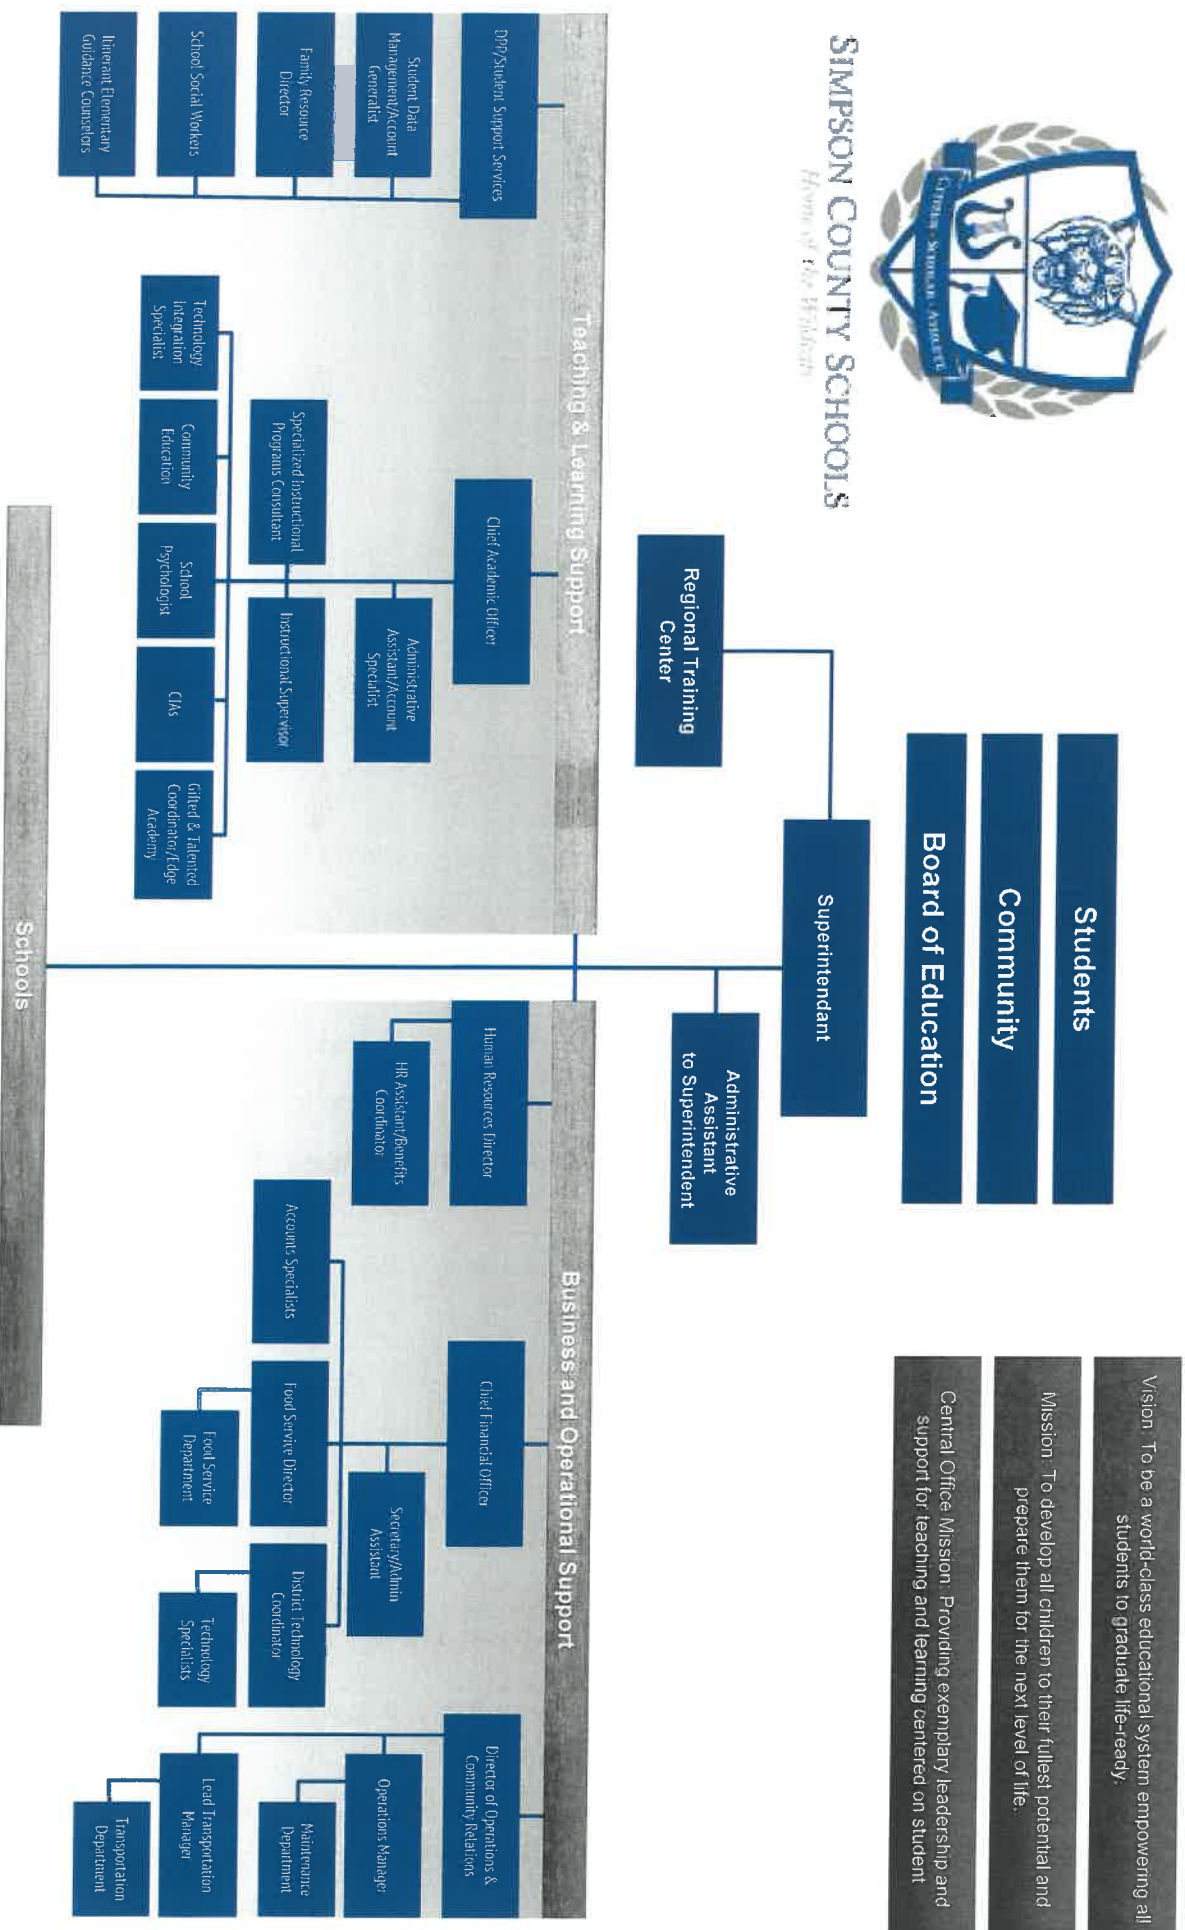 CITIZEN · SCHOLAR · ATHLETE
SIMPSON COUNTY SCHOOLS
Home of the Wildcats
Students
Community
Board of Education
Vision: To be a world-class educational system empowering all
students to graduate life-ready.
Mission: To develop all children to their fullest potential and
prepare them for the next level of life.
Central Office Mission: Providing exemplary leadership and
support for teaching and learning centered on student
Superintendant
Regional Training
Center
Administrative
Assistant
to Superintendent
Teaching & Learning Support
DPP/Student Support Services
Student Data
Management/Account
Generalist
Family Resource
Director
School Social Workers
Itinerant Elementary
Guidance Counselors
Chief Academic Officer
Administrative
Assistant/Account
Specialist
Specialized Instructional
Programs Consultant
Instructional Supervisor
Technology
Integration
Specialist
Community
Education
School
Psychologist
CIAs
Gifted & Talented
Coordinator/Edge
Academy
Business and Operational Support
Human Resources Director
HR Assistant/Benefits
Coordinator
Chief Financial Officer
Secretary/Admin
Assistant
Accounts Specialists
Food Service Director
Food Service
Department
District Technology
Coordinator
Technology
Specialists
Director of Operations &
Community Relations
Operations Manager
Maintenance
Department
Lead Transportation
Manager
Transportation
Department
Schools